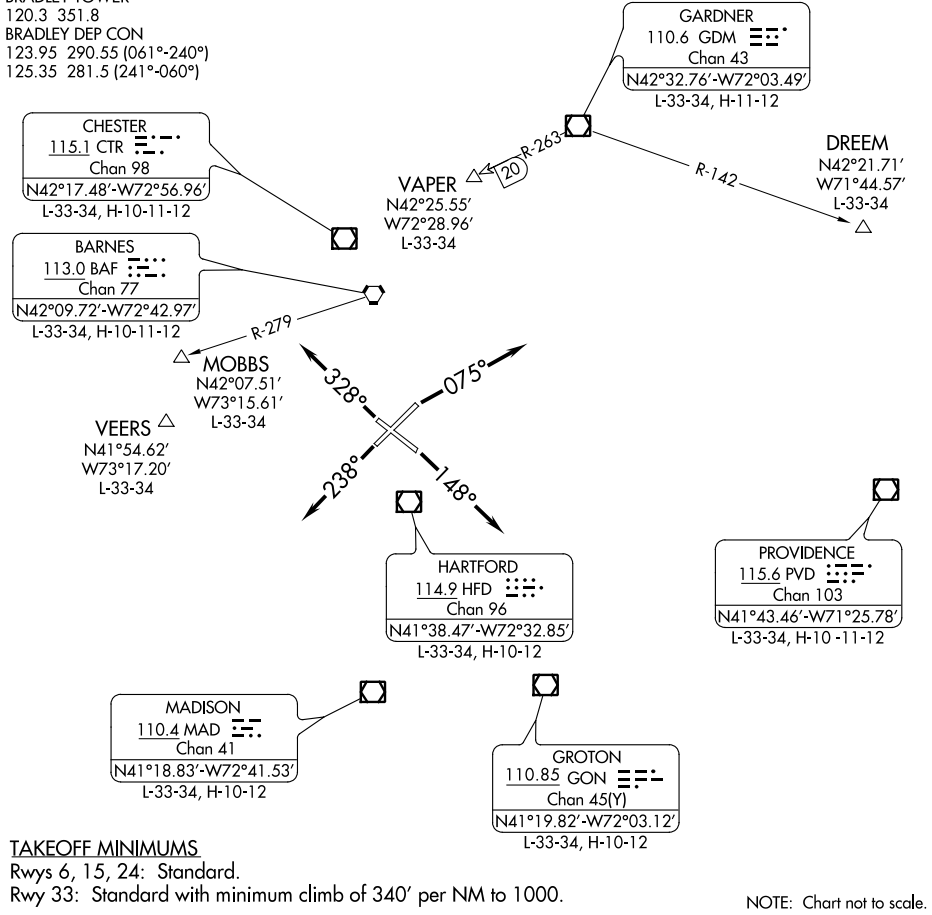 BRADLEY TOWER
120.3 351.8
BRADLEY DEP CON
123.95 290.55 (061°-240°)
125.35 281.5 (241°-060°)
GARDNER
110.6 GDM
Chan 43
N42°32.76′-W72°03.49′
L-33-34, H-11-12
CHESTER
115.1 CTR
Chan 98
N42°17.48′-W72°56.96′
L-33-34, H-10-11-12
R-263
20
VAPER
N42°25.55′
W72°28.96′
L-33-34
R-142
DREEM
N42°21.71′
W71°44.57′
L-33-34
BARNES
113.0 BAF
Chan 77
N42°09.72′-W72°42.97′
L-33-34, H-10-11-12
R-279
MOBBS
N42°07.51′
W73°15.61′
L-33-34
VEERS
N41°54.62′
W73°17.20′
L-33-34
328°
075°
238°
148°
HARTFORD
114.9 HFD
Chan 96
N41°38.47′-W72°32.85′
L-33-34, H-10-12
PROVIDENCE
115.6 PVD
Chan 103
N41°43.46′-W71°25.78′
L-33-34, H-10 -11-12
MADISON
110.4 MAD
Chan 41
N41°18.83′-W72°41.53′
L-33-34, H-10-12
GROTON
110.85 GON
Chan 45(Y)
N41°19.82′-W72°03.12′
L-33-34, H-10-12
TAKEOFF MINIMUMS
Rwys 6, 15, 24: Standard.
Rwy 33: Standard with minimum climb of 340′ per NM to 1000.
NOTE: Chart not to scale.